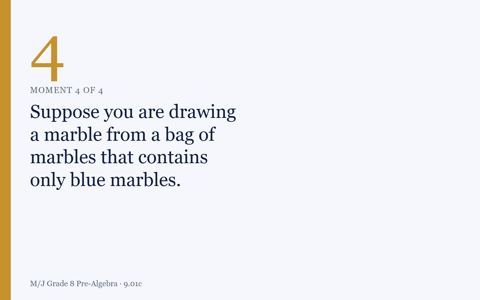 4
MOMENT 4 OF 4
Suppose you are drawing
a marble from a bag of
marbles that contains
only blue marbles.
M/J Grade 8 Pre-Algebra · 9.01c